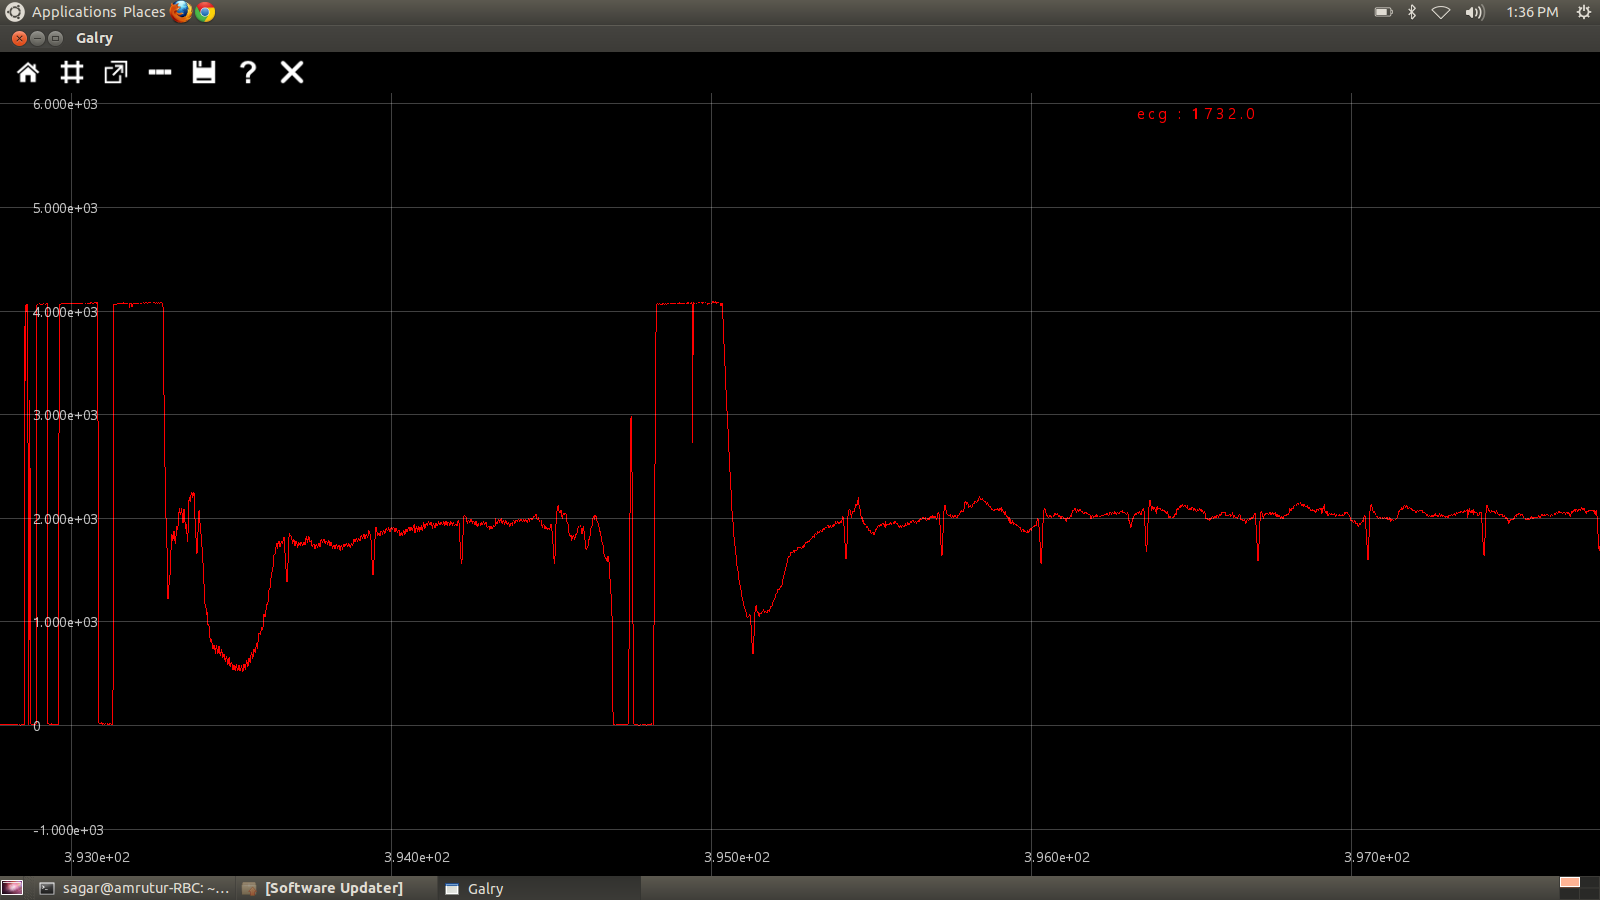 Applications Places 1:36 PM
Galry
?
6.000e+03
ecg : 1732.0
5.000e+03
4.000e+03
3.000e+03
2.000e+03
1.000e+03
0
-1.000e+03
3.930e+02 3.940e+02 3.950e+02 3.960e+02 3.970e+02
sagar@amrutur-RBC: ~... [Software Updater] Galry